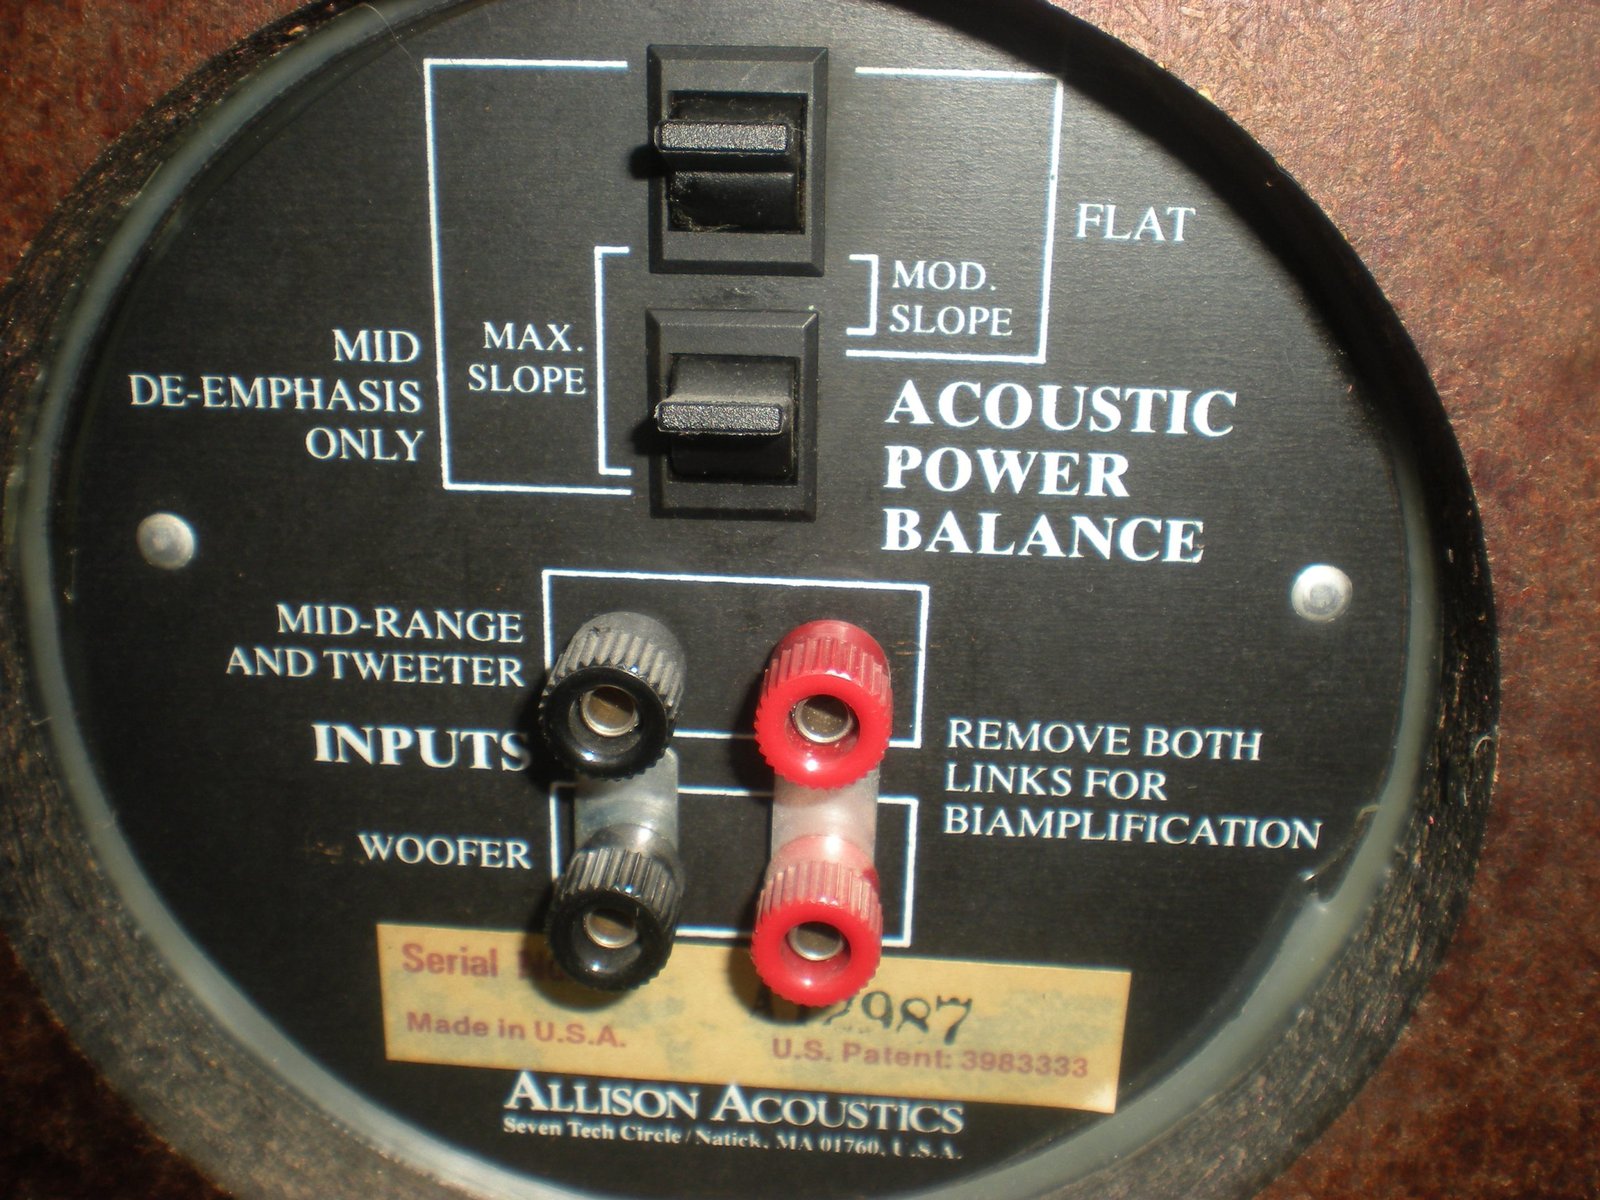 FLAT
MOD.
SLOPE
MAX.
SLOPE
MID
DE-EMPHASIS
ONLY
ACOUSTIC
POWER
BALANCE
MID-RANGE
AND TWEETER
INPUTS
WOOFER
REMOVE BOTH
LINKS FOR
BIAMPLIFICATION
Serial
Made in U.S.A.
U.S. Patent: 3983333
ALLISON ACOUSTICS
Seven Tech Circle / Natick, MA 01760, U.S.A.